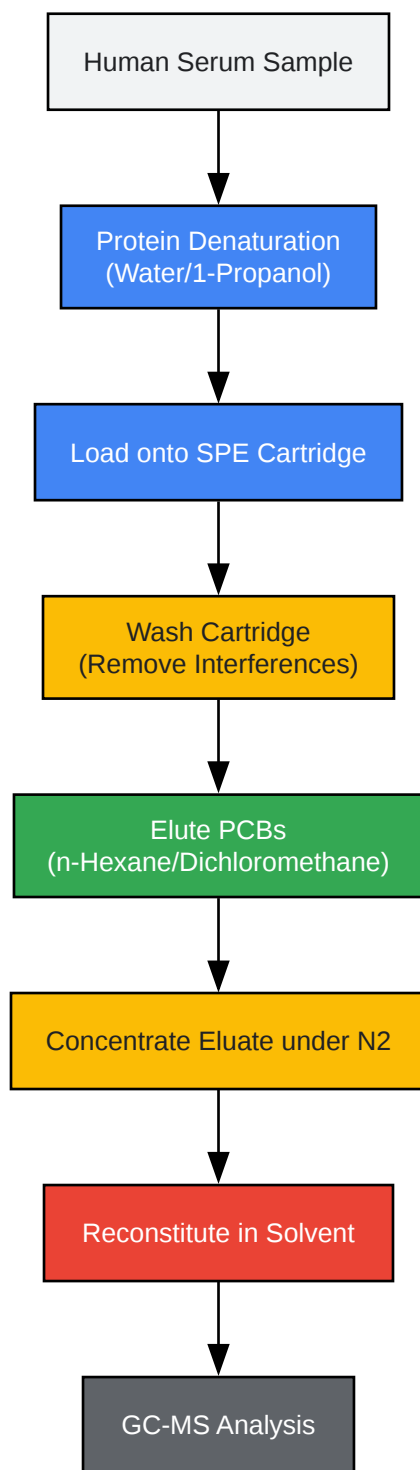 Human Serum Sample
Protein Denaturation
(Water/1-Propanol)
Load onto SPE Cartridge
Wash Cartridge
(Remove Interferences)
Elute PCBs
(n-Hexane/Dichloromethane)
Concentrate Eluate under N2
Reconstitute in Solvent
GC-MS Analysis